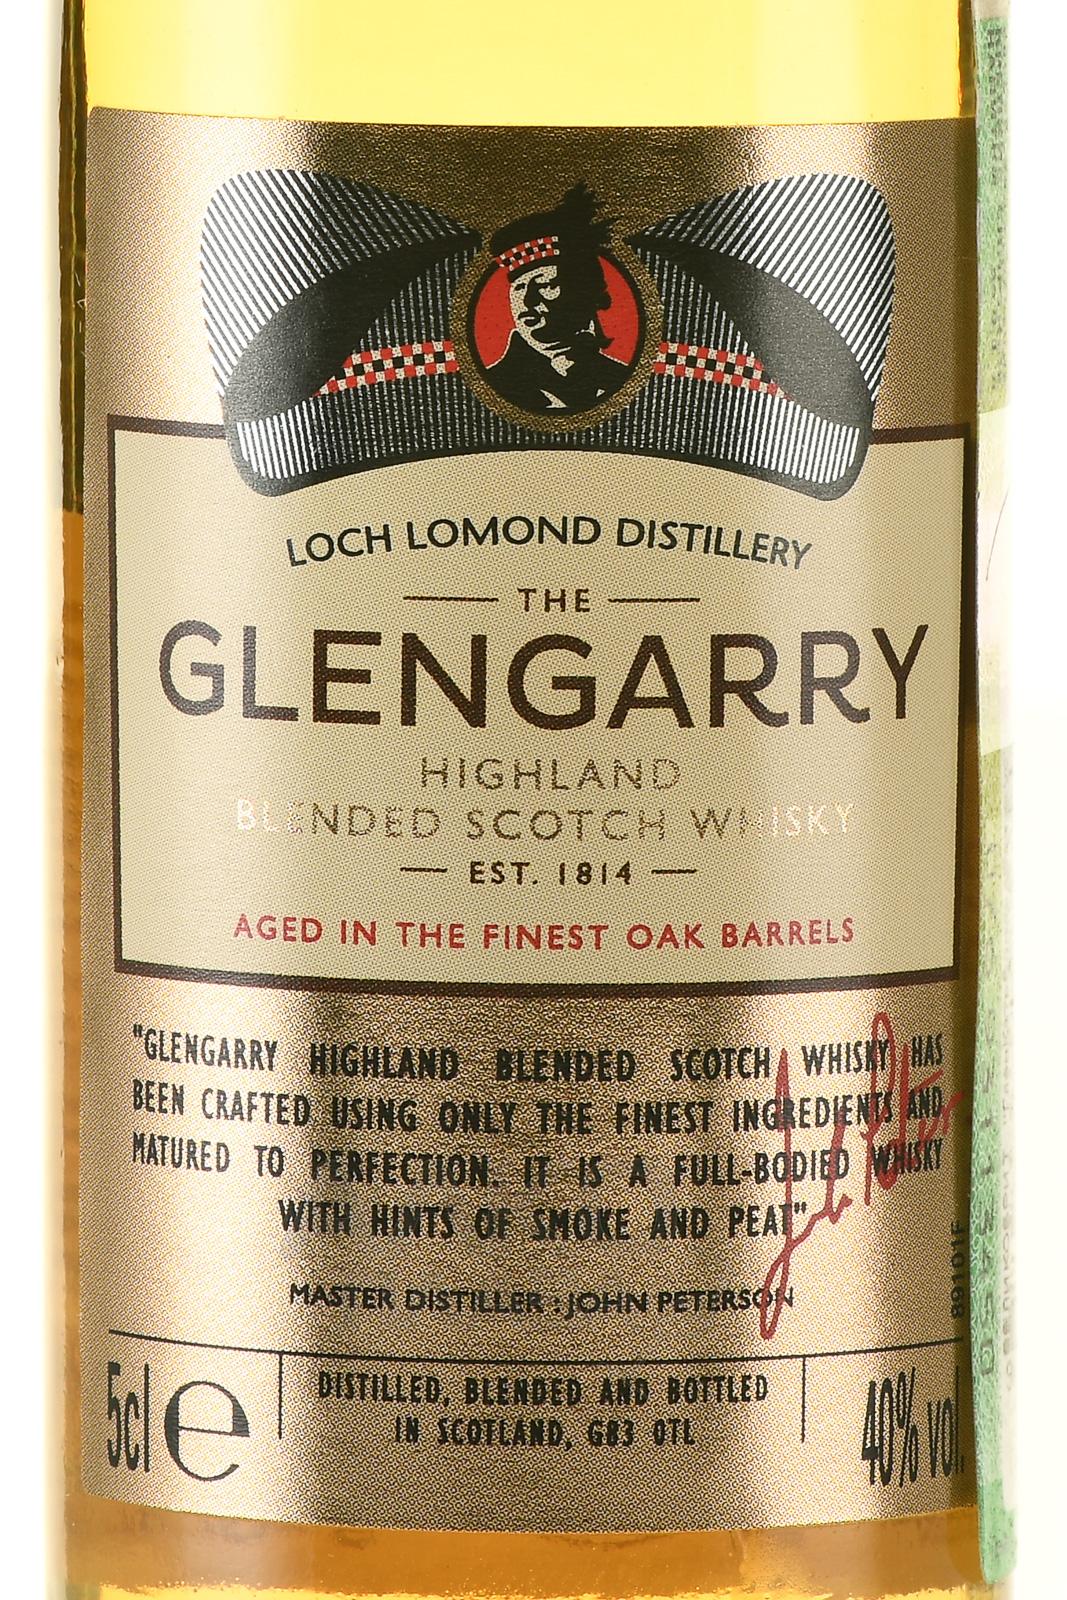 LOCH LOMOND DISTILLERY
THE
GLENGARRY
HIGHLAND
BLENDED SCOTCH WHISKY
EST. 1814
AGED IN THE FINEST OAK BARRELS
"GLENGARRY HIGHLAND BLENDED SCOTCH WHISKY HAS
BEEN CRAFTED USING ONLY THE FINEST INGREDIENTS AND
MATURED TO PERFECTION. IT IS A FULL-BODIED WHISKY
WITH HINTS OF SMOKE AND PEAT"
MASTER DISTILLER : JOHN PETERSON
5cl e
DISTILLED, BLENDED AND BOTTLED
IN SCOTLAND, G83 0TL
40% vol.